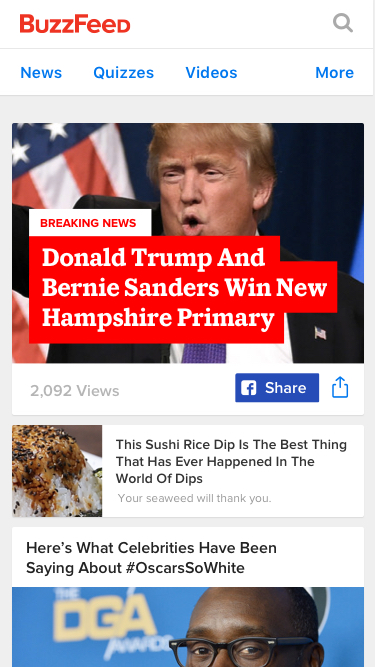 BuzzFeed
News Quizzes Videos More
BREAKING NEWS
Donald Trump And
Bernie Sanders Win New
Hampshire Primary
2,092 Views
Share
This Sushi Rice Dip Is The Best Thing
That Has Ever Happened In The
World Of Dips
Your seaweed will thank you.
Here's What Celebrities Have Been
Saying About #OscarsSoWhite
THE
DGA
AWARDS